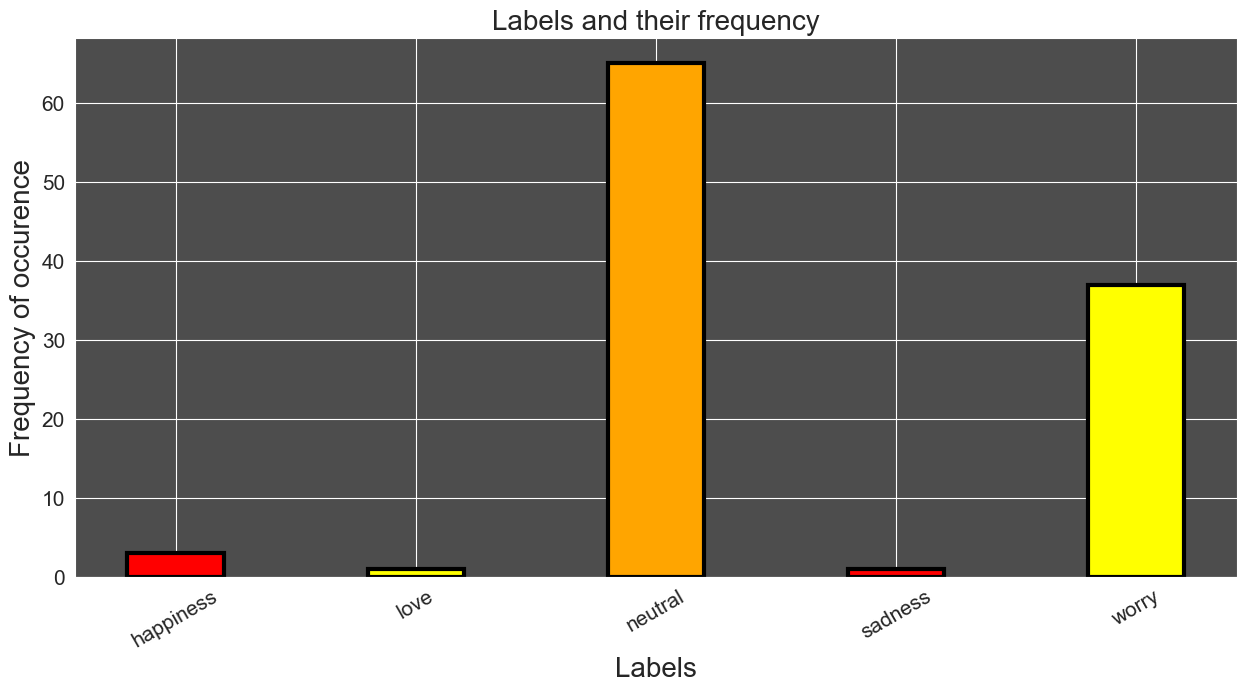 Labels and their frequency
Frequency of occurence
60
50
40
30
20
10
0
happiness
love
neutral
sadness
worry
Labels